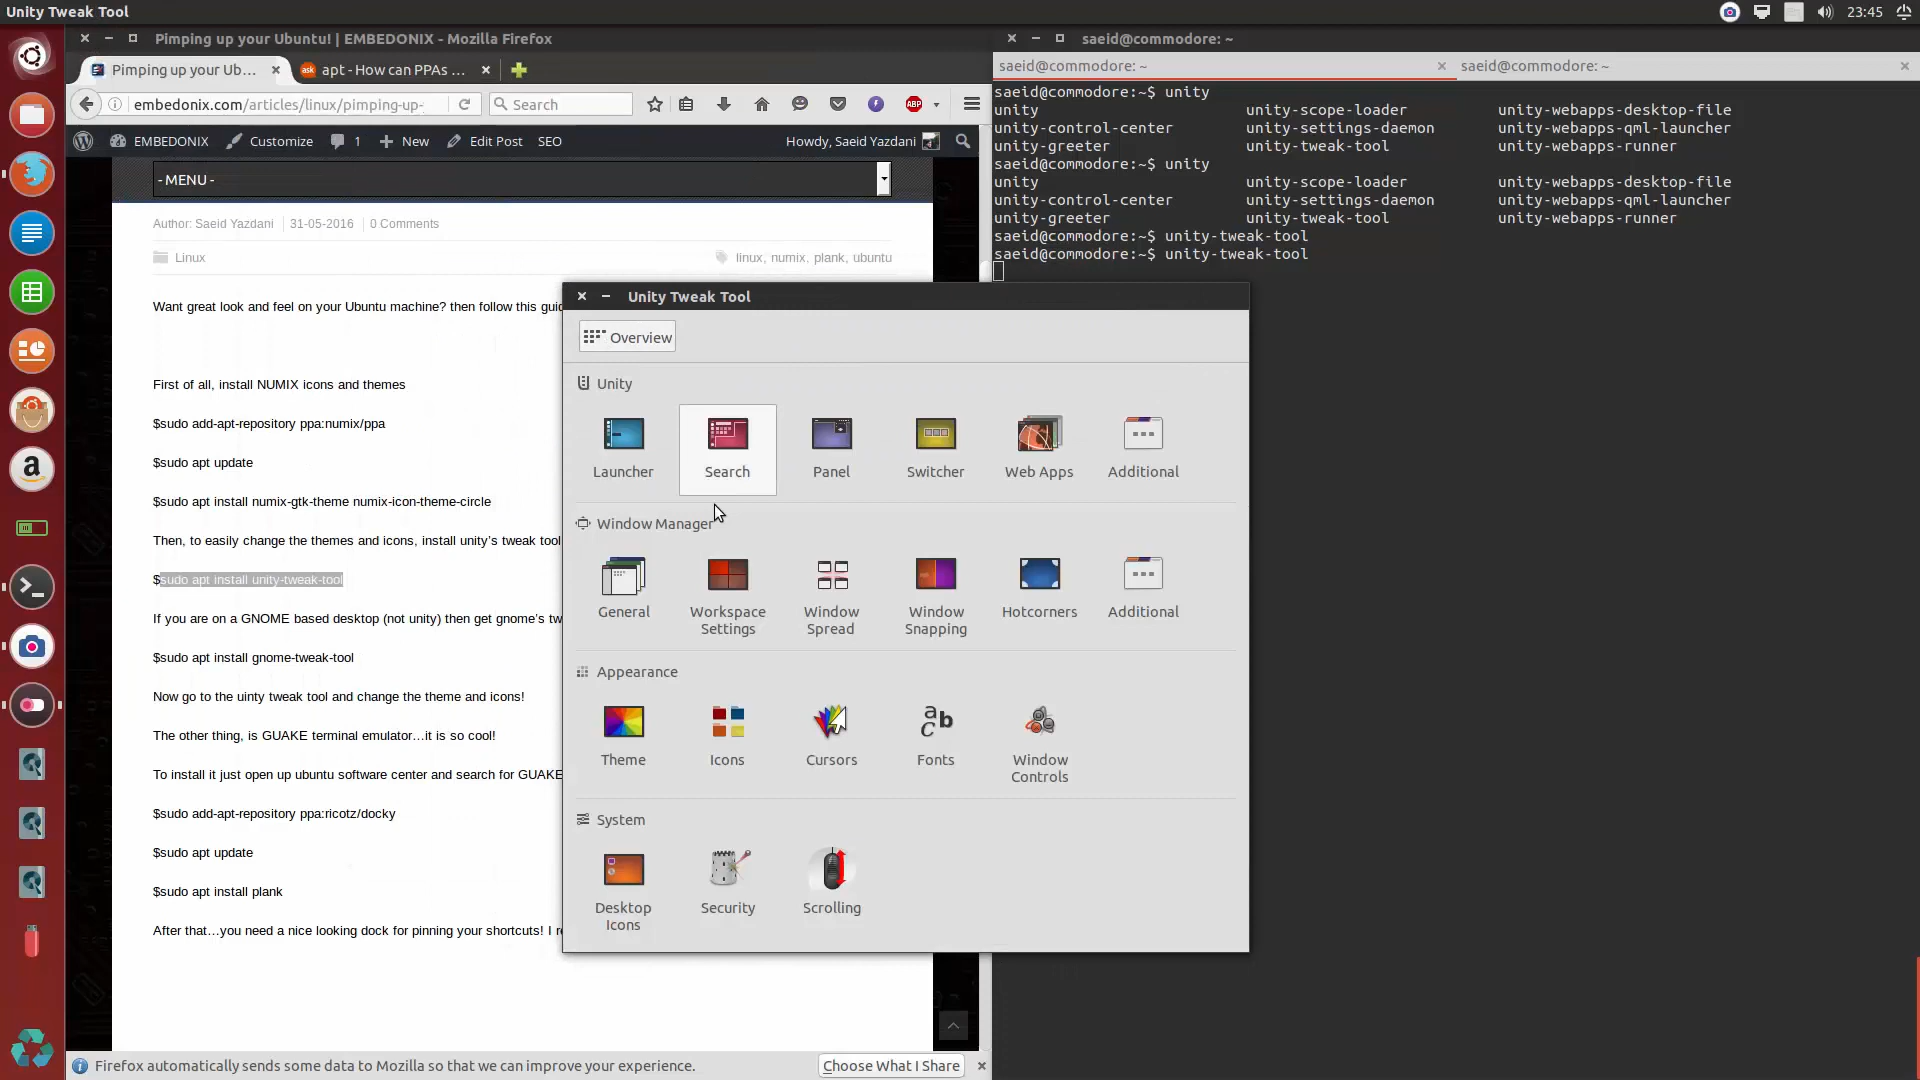 Unity Tweak Tool
23:45
Pimping up your Ubuntu! | EMBEDONIX - Mozilla Firefox
Pimping up your Ub...
apt - How can PPAs ...
embedonix.com/articles/linux/pimping-up-
Search
ABP
EMBEDONIX
Customize
1
New
Edit Post
SEO
Howdy, Saeid Yazdani
- MENU -
Author: Saeid Yazdani
31-05-2016
0 Comments
Linux
linux, numix, plank, ubuntu
Want great look and feel on your Ubuntu machine? then follow this guid
First of all, install NUMIX icons and themes
$sudo add-apt-repository ppa:numix/ppa
$sudo apt update
$sudo apt install numix-gtk-theme numix-icon-theme-circle
Then, to easily change the themes and icons, install unity's tweak tool
$sudo apt install unity-tweak-tool
If you are on a GNOME based desktop (not unity) then get gnome's tw
$sudo apt install gnome-tweak-tool
Now go to the uinty tweak tool and change the theme and icons!
The other thing, is GUAKE terminal emulator…it is so cool!
To install it just open up ubuntu software center and search for GUAKE
$sudo add-apt-repository ppa:ricotz/docky
$sudo apt update
$sudo apt install plank
After that…you need a nice looking dock for pinning your shortcuts! I r
Firefox automatically sends some data to Mozilla so that we can improve your experience.
Choose What I Share
saeid@commodore: ~
saeid@commodore: ~
saeid@commodore: ~
saeid@commodore:~$ unity
unity unity-scope-loader unity-webapps-desktop-file
unity-control-center unity-settings-daemon unity-webapps-qml-launcher
unity-greeter unity-tweak-tool unity-webapps-runner
saeid@commodore:~$ unity
unity unity-scope-loader unity-webapps-desktop-file
unity-control-center unity-settings-daemon unity-webapps-qml-launcher
unity-greeter unity-tweak-tool unity-webapps-runner
saeid@commodore:~$ unity-tweak-tool
saeid@commodore:~$ unity-tweak-tool
Unity Tweak Tool
Overview
Unity
Launcher
Search
Panel
Switcher
Web Apps
Additional
Window Manager
General
Workspace
Settings
Window
Spread
Window
Snapping
Hotcorners
Additional
Appearance
Theme
Icons
Cursors
Fonts
Window
Controls
System
Desktop
Icons
Security
Scrolling